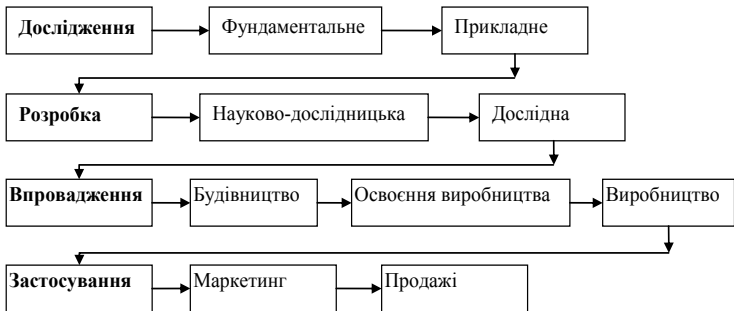 Дослідження Фундаментальне Прикладне
Розробка Науково-дослідницька Дослідна
Впровадження Будівництво Освоєння виробництва Виробництво
Застосування Маркетинг Продажі